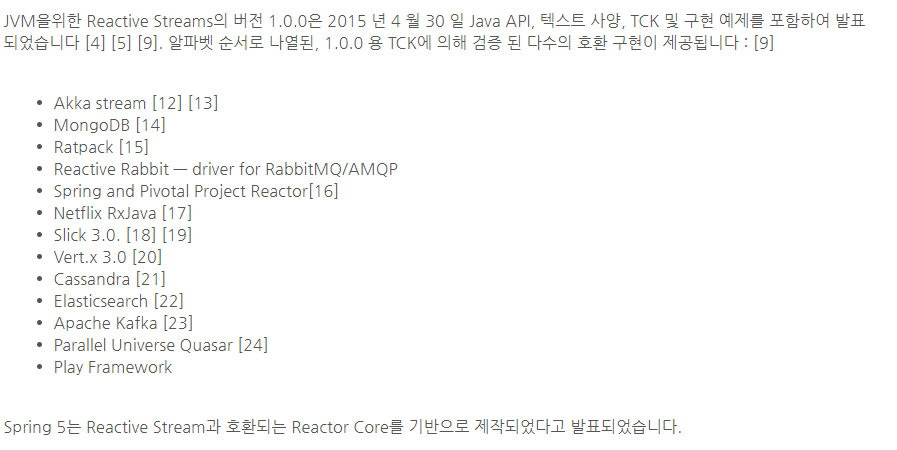 JVM을위한 Reactive Streams의 버전 1.0.0은 2015 년 4 월 30 일 Java API, 텍스트 사양, TCK 및 구현 예제를 포함하여 발표
되었습니다 [4] [5] [9]. 알파벳 순서로 나열된, 1.0.0 용 TCK에 의해 검증 된 다수의 호환 구현이 제공됩니다 : [9]
• Akka stream [12] [13]
• MongoDB [14]
• Ratpack [15]
• Reactive Rabbit — driver for RabbitMQ/AMQP
• Spring and Pivotal Project Reactor[16]
• Netflix RxJava [17]
• Slick 3.0. [18] [19]
• Vert.x 3.0 [20]
• Cassandra [21]
• Elasticsearch [22]
• Apache Kafka [23]
• Parallel Universe Quasar [24]
• Play Framework
Spring 5는 Reactive Stream과 호환되는 Reactor Core를 기반으로 제작되었다고 발표되었습니다.